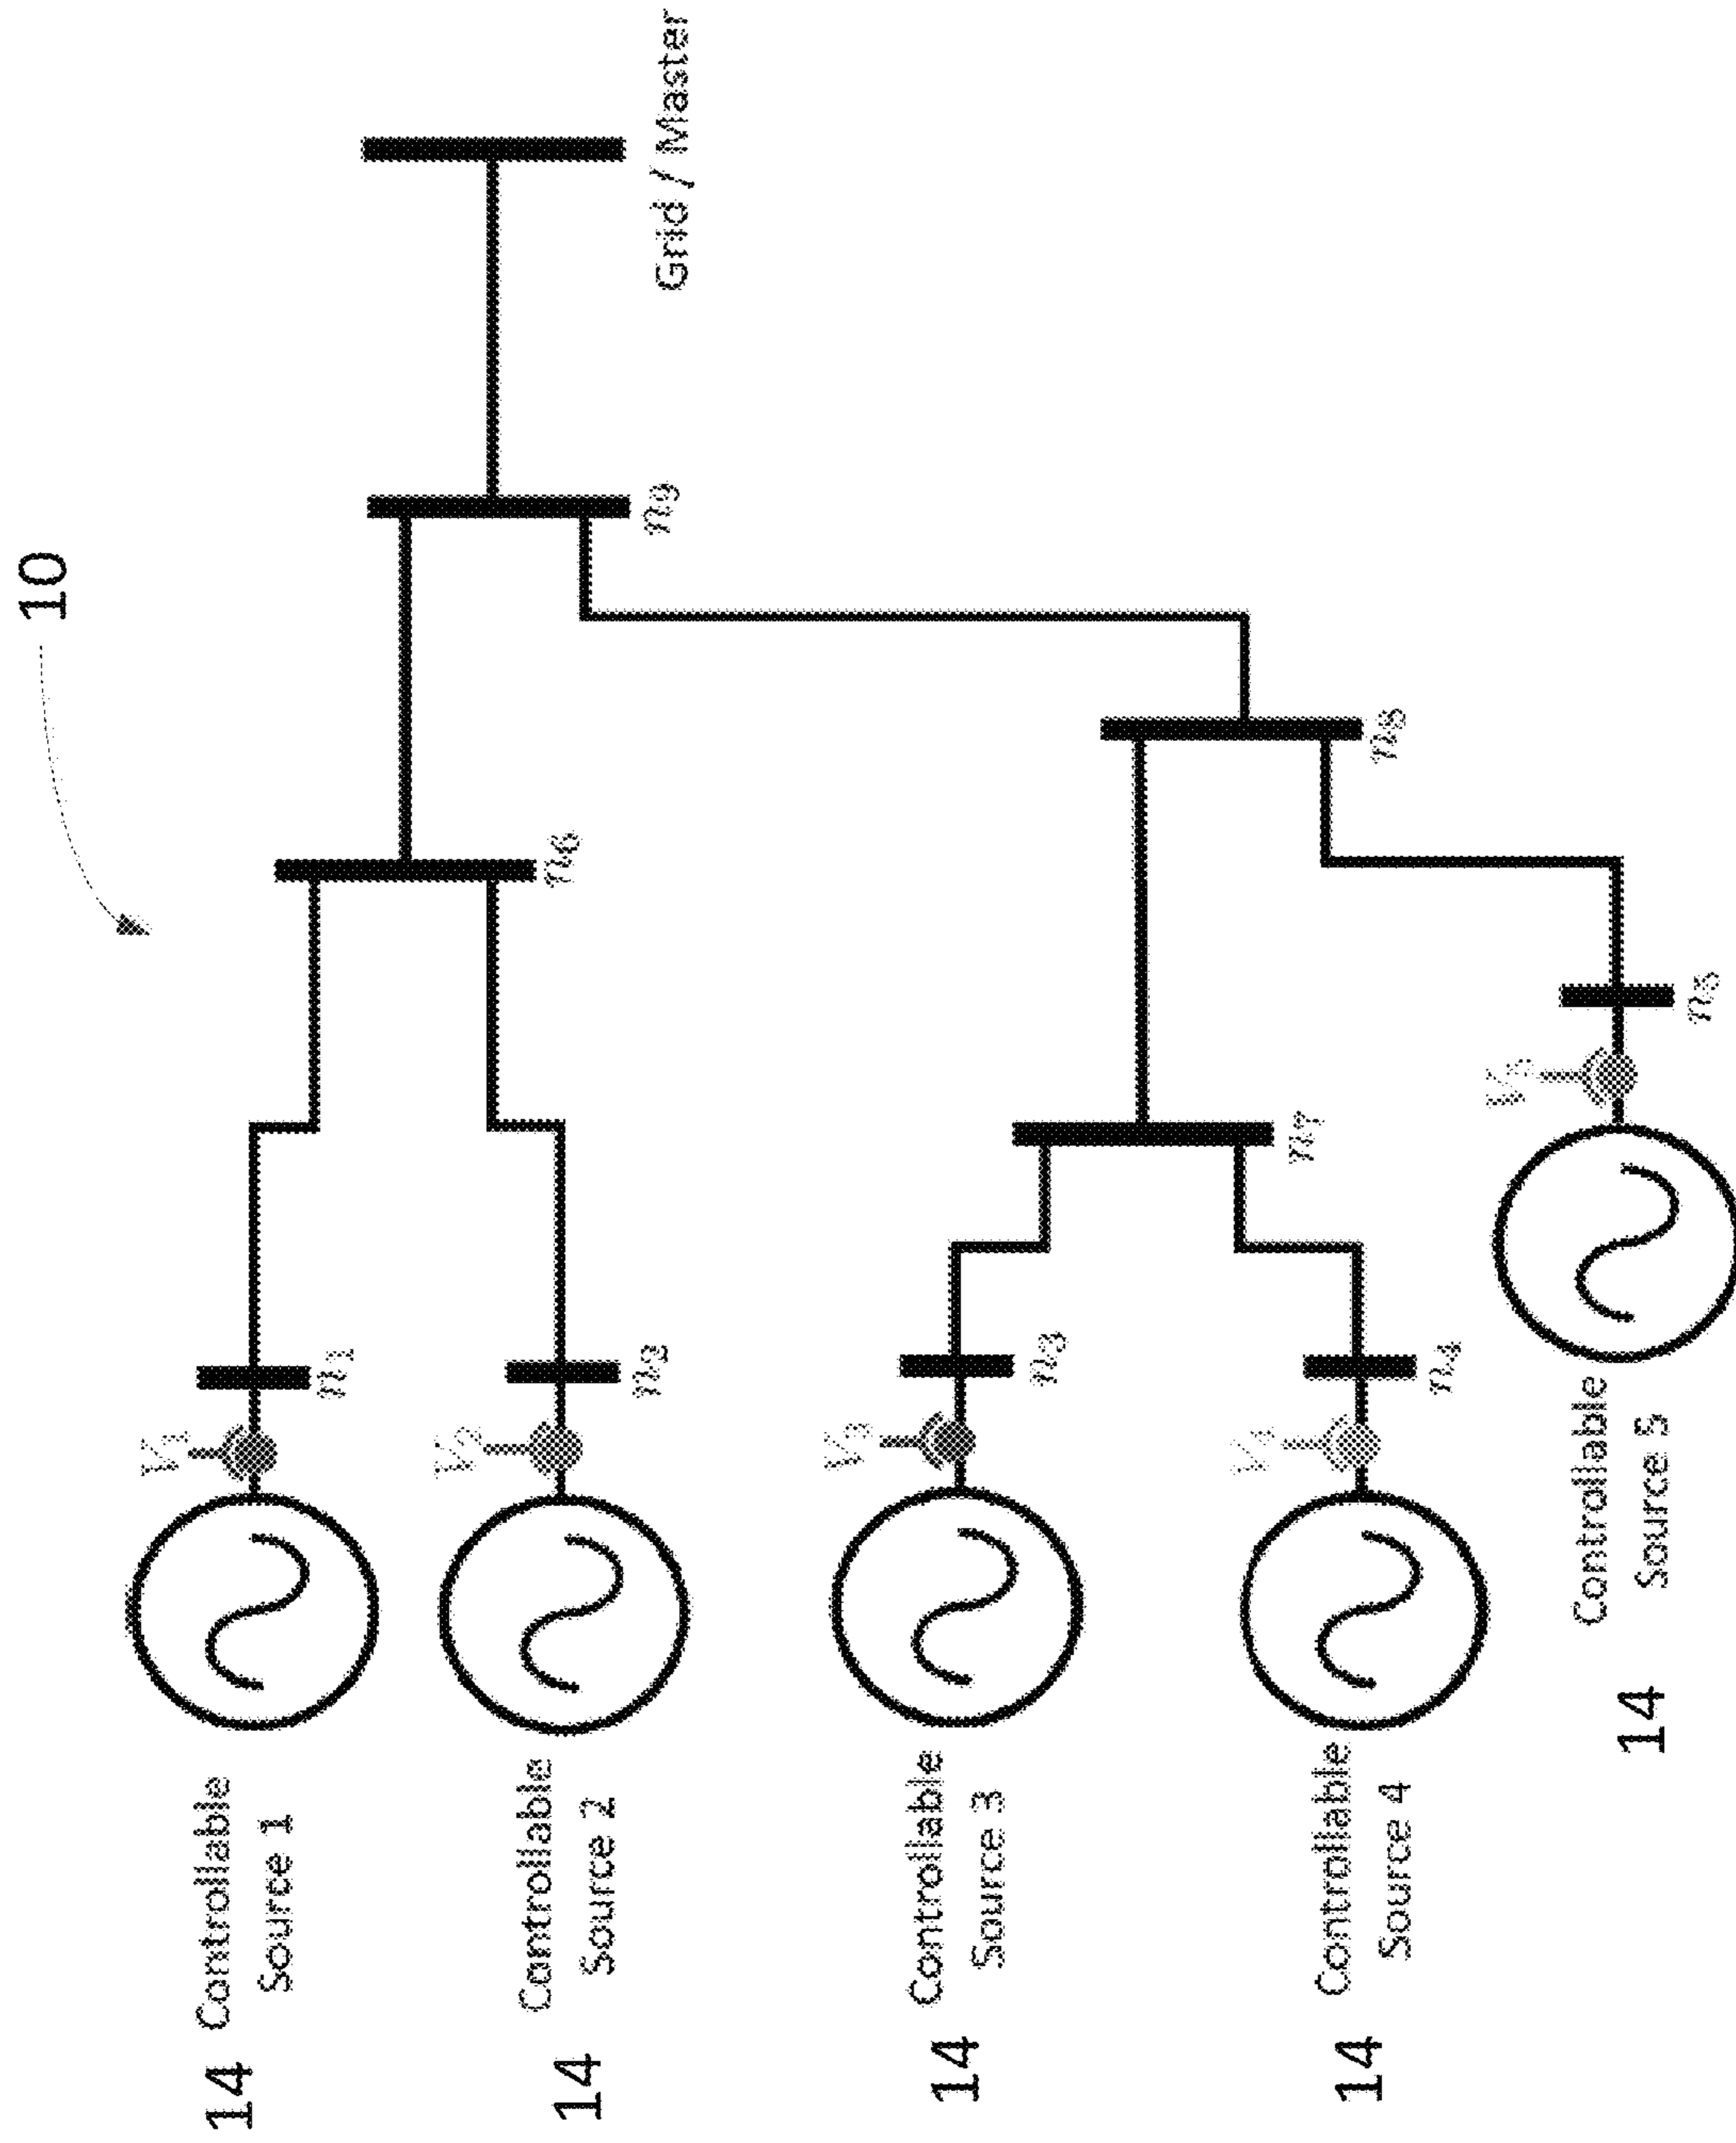 10
Grid / Master
n9
n6
n8
n7
n5
V5
n1
V1
n2
V2
n3
V3
n4
V4
14 Controllable
Source 1
14 Controllable
Source 2
14 Controllable
Source 3
14 Controllable
Source 4
14 Controllable
Source 5